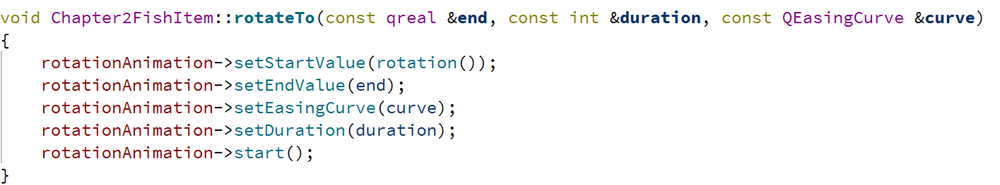 void Chapter2FishItem::rotateTo(const qreal &end, const int &duration, const QEasingCurve &curve)
{
    rotationAnimation->setStartValue(rotation());
    rotationAnimation->setEndValue(end);
    rotationAnimation->setEasingCurve(curve);
    rotationAnimation->setDuration(duration);
    rotationAnimation->start();
}